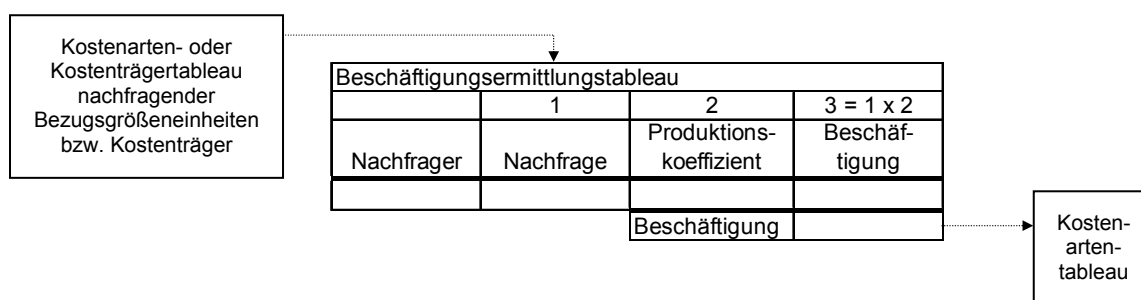 Kostenarten- oder
Kostenträgertableau
nachfragender
Bezugsgrößeneinheiten
bzw. Kostenträger
Beschäftigungsermittlungstableau
1 2 3 = 1 x 2
Nachfrager Nachfrage Produktions-
koeffizient Beschäf-
tigung
Beschäftigung
Kosten-
arten-
tableau